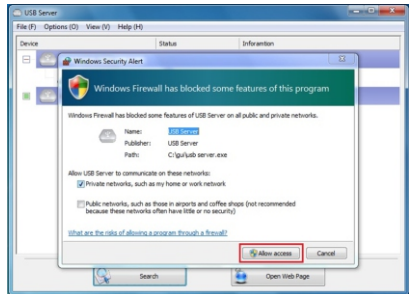 USB Server
File (F) Options (O) View (V) Help (H)
Device Status Inforamtion
Windows Security Alert
Windows Firewall has blocked some features of this program
Windows Firewall has blocked some features of USB Server on all public and private networks.
Name: USB Server
Publisher: USB Server
Path: C:\gui\usb server.exe
Allow USB Server to communicate on these networks:
Private networks, such as my home or work network
Public networks, such as those in airports and coffee shops (not recommended
because these networks often have little or no security)
What are the risks of allowing a program through a firewall?
Allow access Cancel
Search Open Web Page